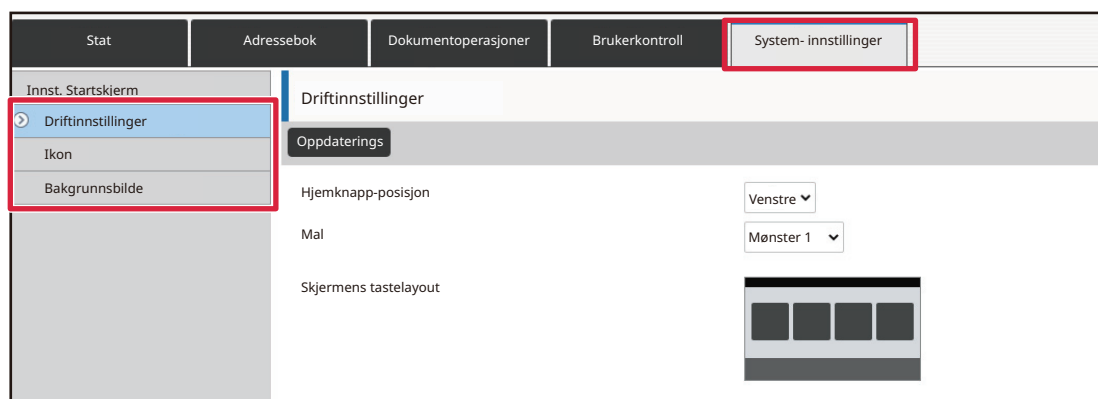 Stat
Adressebok
Dokumentoperasjoner
Brukerkontroll
System- innstillinger
Innst. Startskjerm
Driftinnstillinger
Ikon
Bakgrunnsbilde
Driftinnstillinger
Oppdaterings
Hjemknapp-posisjon
Venstre
Mal
Mønster 1
Skjermens tastelayout